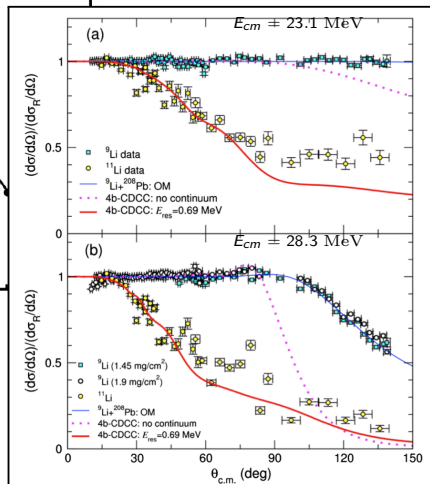 E_cm = 23.1 MeV
(a)
1
0.5
0
(dσ/dΩ)/(dσ_R/dΩ)
⁹Li data
¹¹Li data
⁹Li+²⁰⁸Pb: OM
4b-CDCC: no continuum
4b-CDCC: E_res=0.69 MeV
E_cm = 28.3 MeV
(b)
1
0.5
0
(dσ/dΩ)/(dσ_R/dΩ)
⁹Li (1.45 mg/cm²)
⁹Li (1.9 mg/cm²)
¹¹Li
⁹Li+²⁰⁸Pb: OM
4b-CDCC: no continuum
4b-CDCC: E_res=0.69 MeV
0 30 60 90 120 150
θ_c.m. (deg)